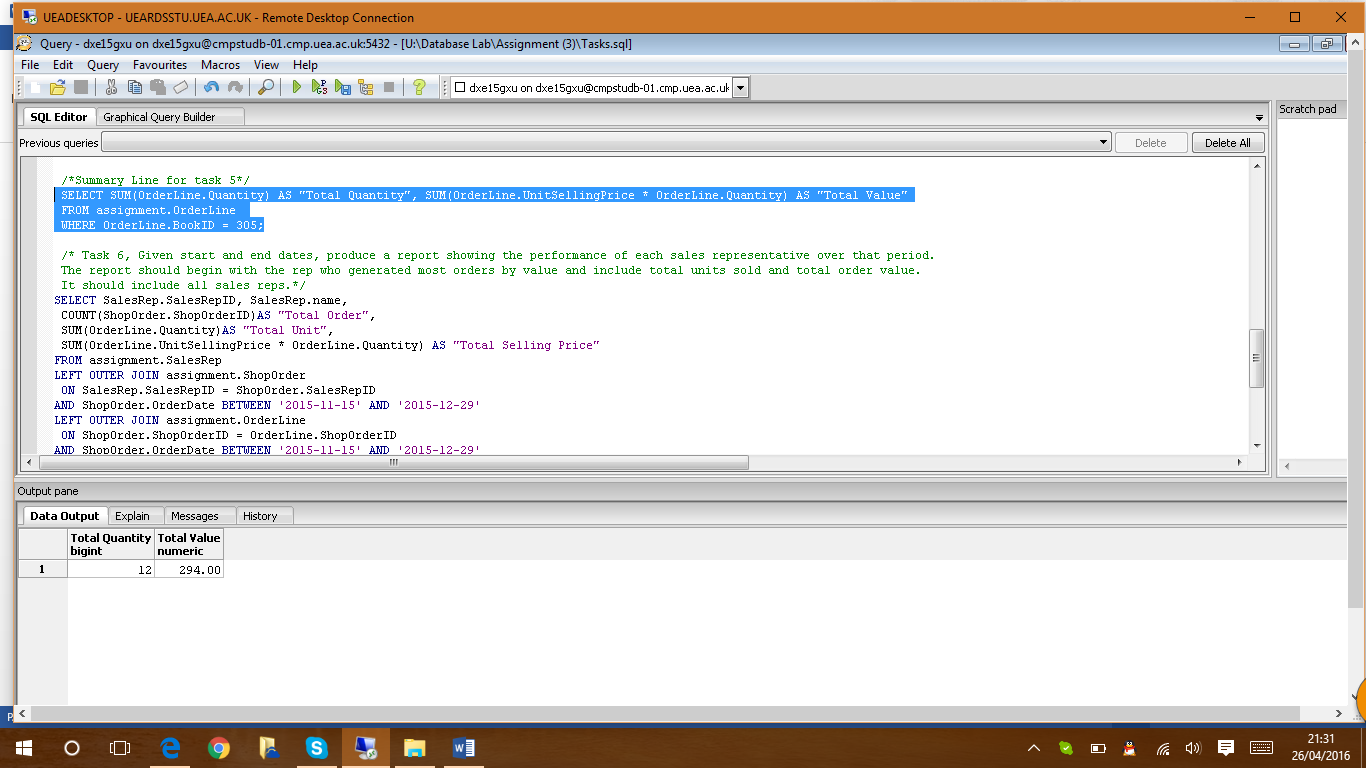 UEADESKTOP - UEARDSSTU.UEA.AC.UK - Remote Desktop Connection
Query - dxe15gxu on dxe15gxu@cmpstudb-01.cmp.uea.ac.uk:5432 - [U:\Database Lab\Assignment (3)\Tasks.sql]
File Edit Query Favourites Macros View Help
dxe15gxu on dxe15gxu@cmpstudb-01.cmp.uea.ac.uk
SQL Editor Graphical Query Builder
Scratch pad
Previous queries Delete Delete All
/*Summary Line for task 5*/
SELECT SUM(OrderLine.Quantity) AS "Total Quantity", SUM(OrderLine.UnitSellingPrice * OrderLine.Quantity) AS "Total Value"
FROM assignment.OrderLine
WHERE OrderLine.BookID = 305;
/* Task 6, Given start and end dates, produce a report showing the performance of each sales representative over that period.
The report should begin with the rep who generated most orders by value and include total units sold and total order value.
It should include all sales reps.*/
SELECT SalesRep.SalesRepID, SalesRep.name,
COUNT(ShopOrder.ShopOrderID)AS "Total Order",
SUM(OrderLine.Quantity)AS "Total Unit",
SUM(OrderLine.UnitSellingPrice * OrderLine.Quantity) AS "Total Selling Price"
FROM assignment.SalesRep
LEFT OUTER JOIN assignment.ShopOrder
ON SalesRep.SalesRepID = ShopOrder.SalesRepID
AND ShopOrder.OrderDate BETWEEN '2015-11-15' AND '2015-12-29'
LEFT OUTER JOIN assignment.OrderLine
ON ShopOrder.ShopOrderID = OrderLine.ShopOrderID
AND ShopOrder.OrderDate BETWEEN '2015-11-15' AND '2015-12-29'
Output pane
Data Output Explain Messages History
Total Quantity Total Value
bigint numeric
1 12 294.00
21:31
26/04/2016